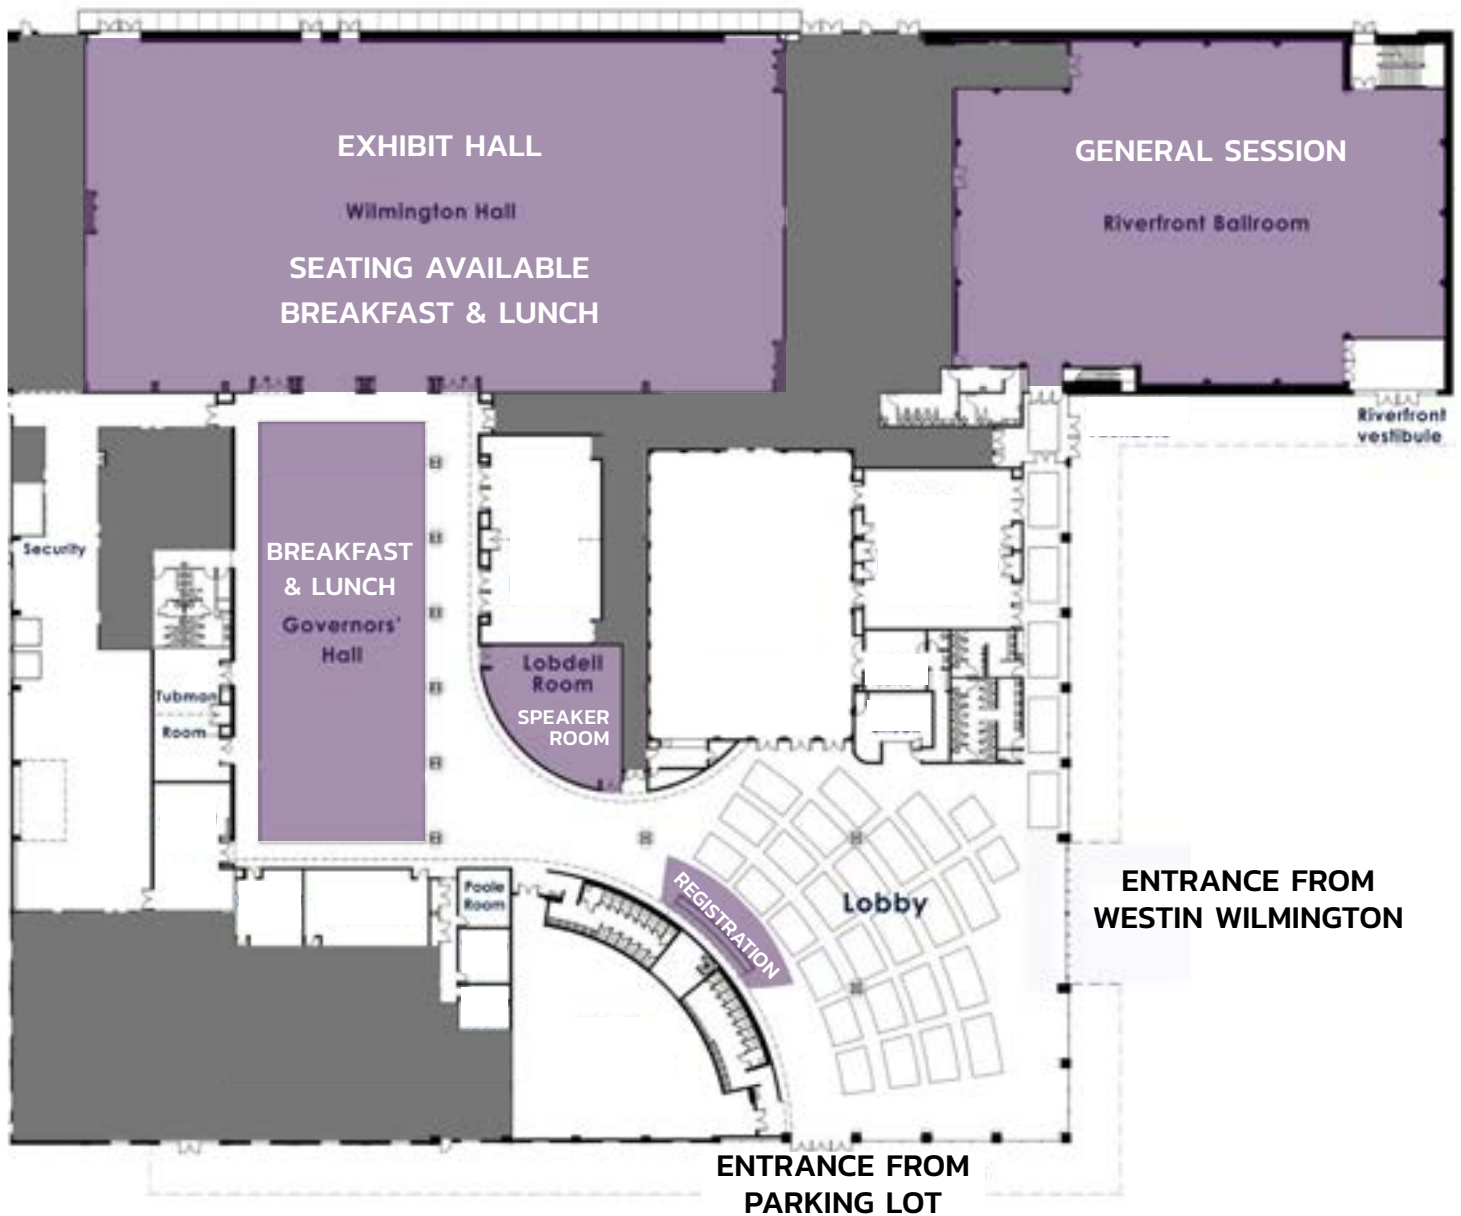 EXHIBIT HALL
Wilmington Hall
SEATING AVAILABLE
BREAKFAST & LUNCH
GENERAL SESSION
Riverfront Ballroom
Riverfront
vestibule
Security
BREAKFAST
& LUNCH
Governors'
Hall
Tubman
Room
Lobdell
Room
SPEAKER
ROOM
Poole
Room
REGISTRATION
Lobby
ENTRANCE FROM
WESTIN WILMINGTON
ENTRANCE FROM
PARKING LOT